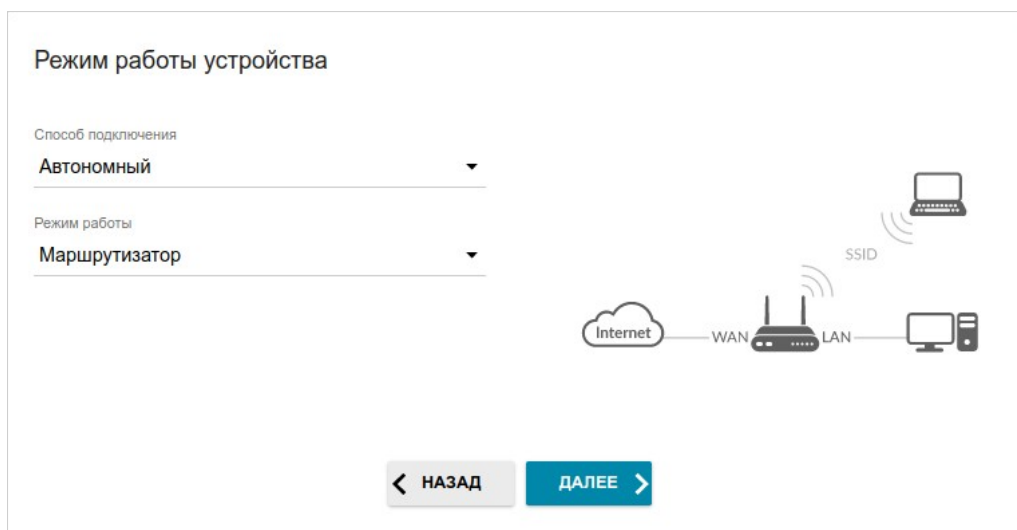 Режим работы устройства
Способ подключения
Автономный
Режим работы
Маршрутизатор
SSID
Internet
WAN
LAN
НАЗАД
ДАЛЕЕ